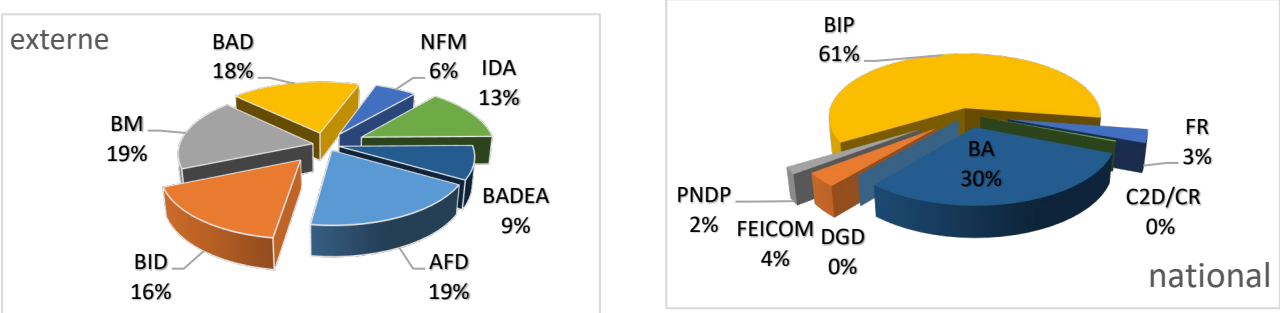 externe
BAD
18%
NFM
6%
IDA
13%
BM
19%
BADEA
9%
BID
16%
AFD
19%
BIP
61%
FR
3%
BA
30%
C2D/CR
0%
PNDP
2%
FEICOM
4%
DGD
0%
national